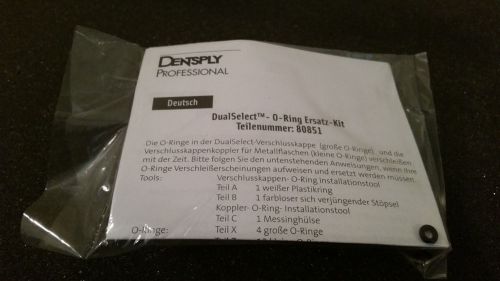 DENTSPLY
PROFESSIONAL
Deutsch
DualSelect™- O-Ring Ersatz-Kit
Teilenummer: 80851
Die O-Ringe in der DualSelect-Verschlusskappe (große O-Ringe), und die
Verschlusskappenkoppler für Metallflaschen (kleine O-Ringe) verschleißen
mit der Zeit. Bitte folgen Sie den untenstehenden Anweisungen, wenn Ihre
O-Ringe Verschleißerscheinungen aufweisen und ersetzt werden müssen.
Tools: Verschlusskappen- O-Ring Installationstool
Teil A 1 weißer Plastikring
Teil B 1 farbloser sich verjüngender Stöpsel
Koppler- O-Ring- Installationstool
Teil C 1 Messinghülse
O-Ringe: Teil X 4 große O-Ringe